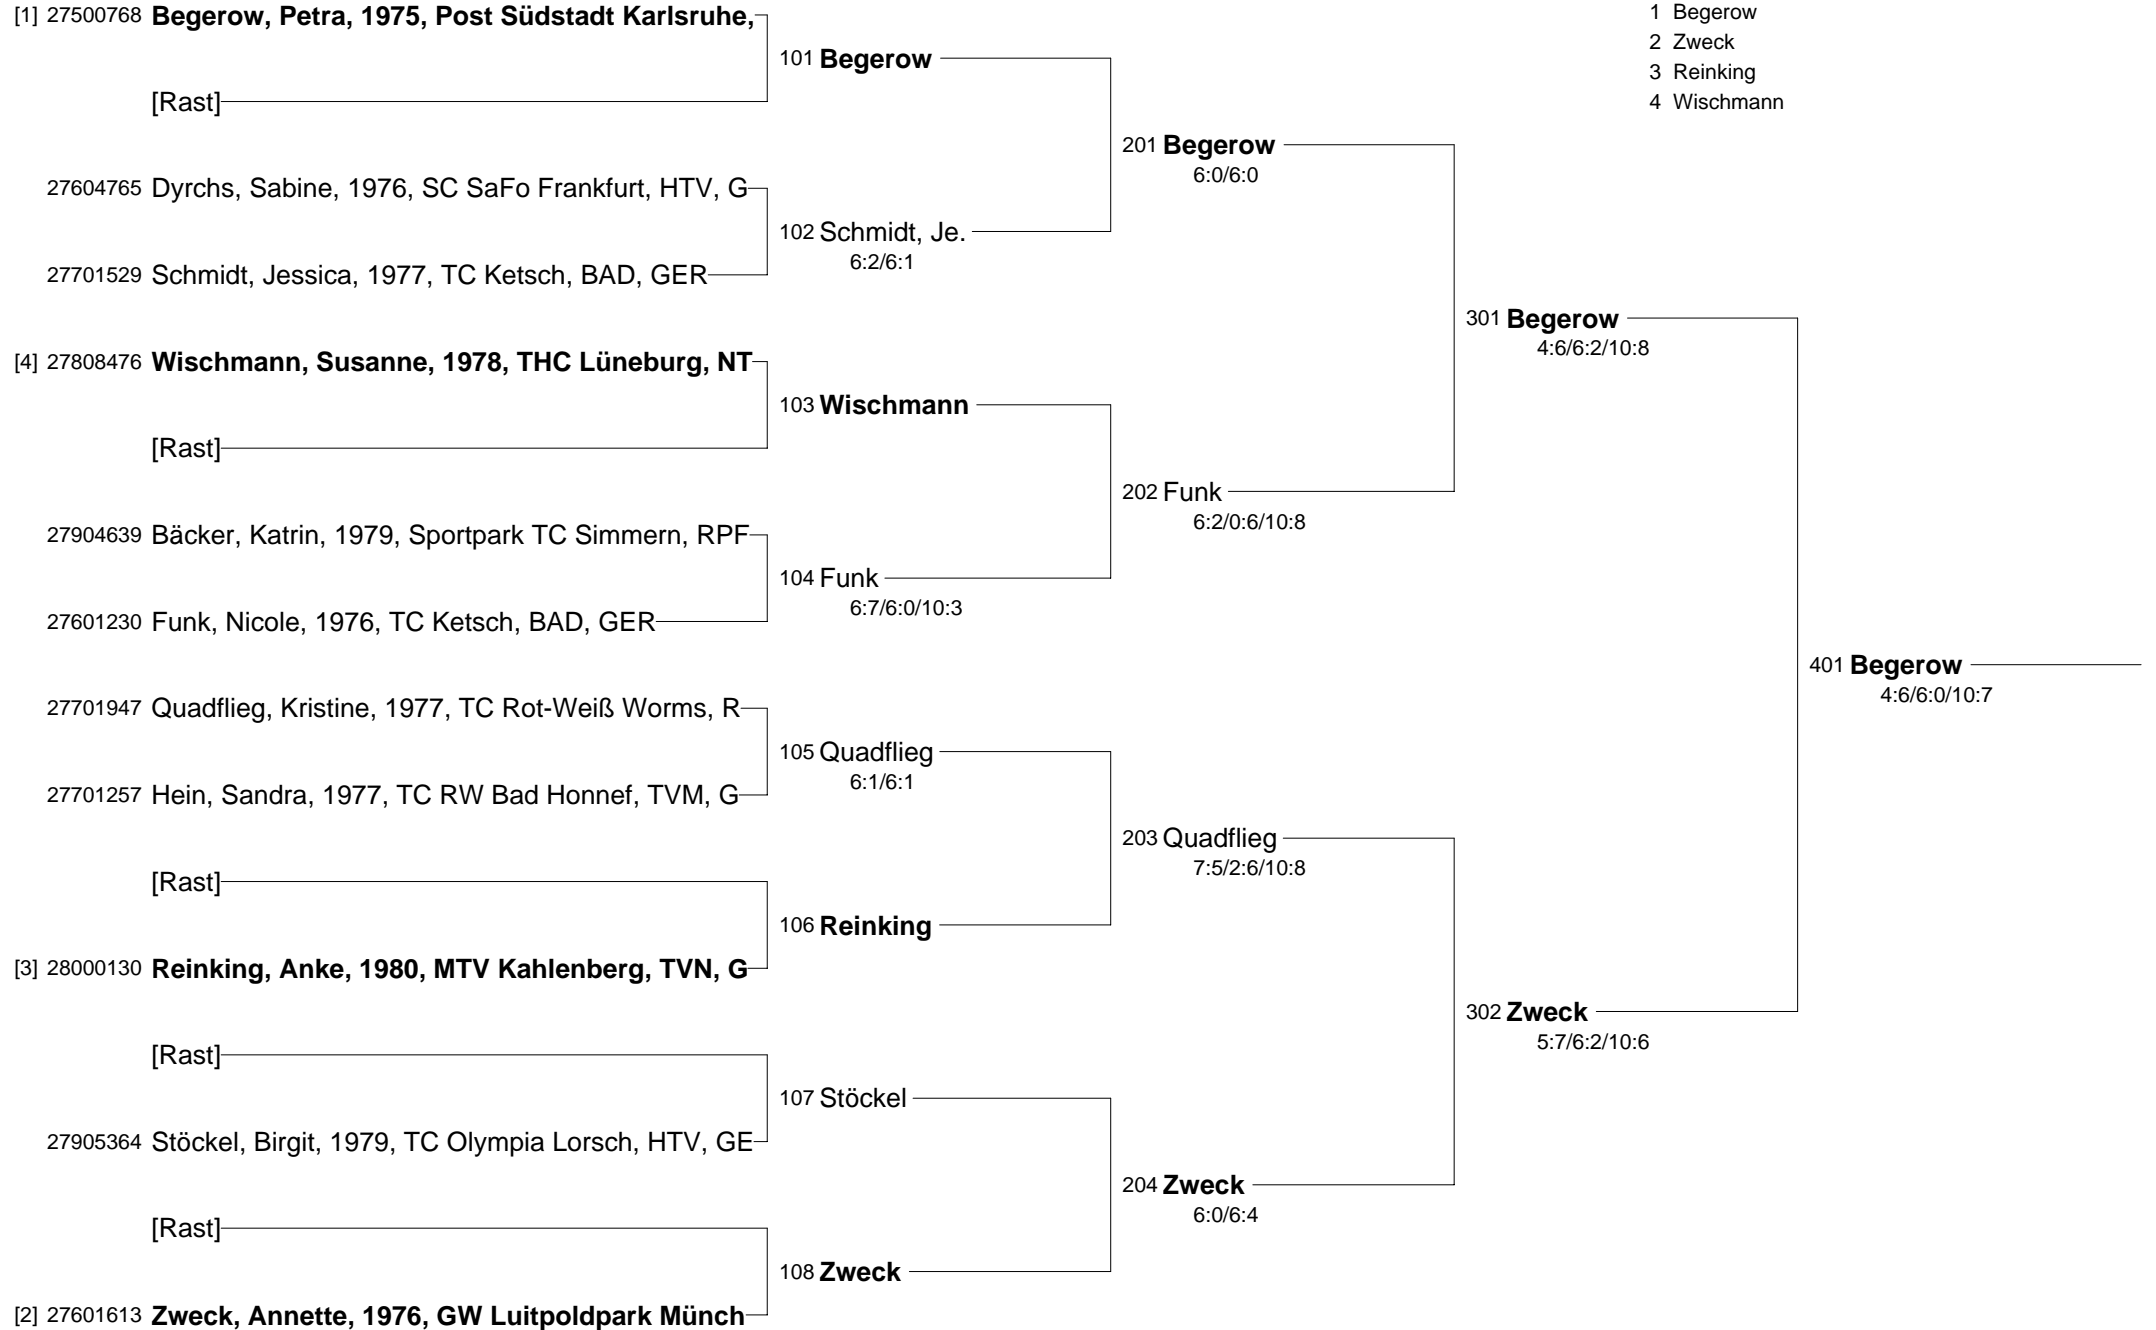 [1] 27500768 Begerow, Petra, 1975, Post Südstadt Karlsruhe,
[Rast]
27604765 Dyrchs, Sabine, 1976, SC SaFo Frankfurt, HTV, G
27701529 Schmidt, Jessica, 1977, TC Ketsch, BAD, GER
[4] 27808476 Wischmann, Susanne, 1978, THC Lüneburg, NT
[Rast]
27904639 Bäcker, Katrin, 1979, Sportpark TC Simmern, RPF
27601230 Funk, Nicole, 1976, TC Ketsch, BAD, GER
27701947 Quadflieg, Kristine, 1977, TC Rot-Weiß Worms, R
27701257 Hein, Sandra, 1977, TC RW Bad Honnef, TVM, G
[Rast]
[3] 28000130 Reinking, Anke, 1980, MTV Kahlenberg, TVN, G
[Rast]
27905364 Stöckel, Birgit, 1979, TC Olympia Lorsch, HTV, GE
[Rast]
[2] 27601613 Zweck, Annette, 1976, GW Luitpoldpark Münch
101 Begerow
102 Schmidt, Je.
6:2/6:1
103 Wischmann
104 Funk
6:7/6:0/10:3
105 Quadflieg
6:1/6:1
106 Reinking
107 Stöckel
108 Zweck
201 Begerow
6:0/6:0
202 Funk
6:2/0:6/10:8
203 Quadflieg
7:5/2:6/10:8
204 Zweck
6:0/6:4
301 Begerow
4:6/6:2/10:8
302 Zweck
5:7/6:2/10:6
401 Begerow
4:6/6:0/10:7
1 Begerow
2 Zweck
3 Reinking
4 Wischmann